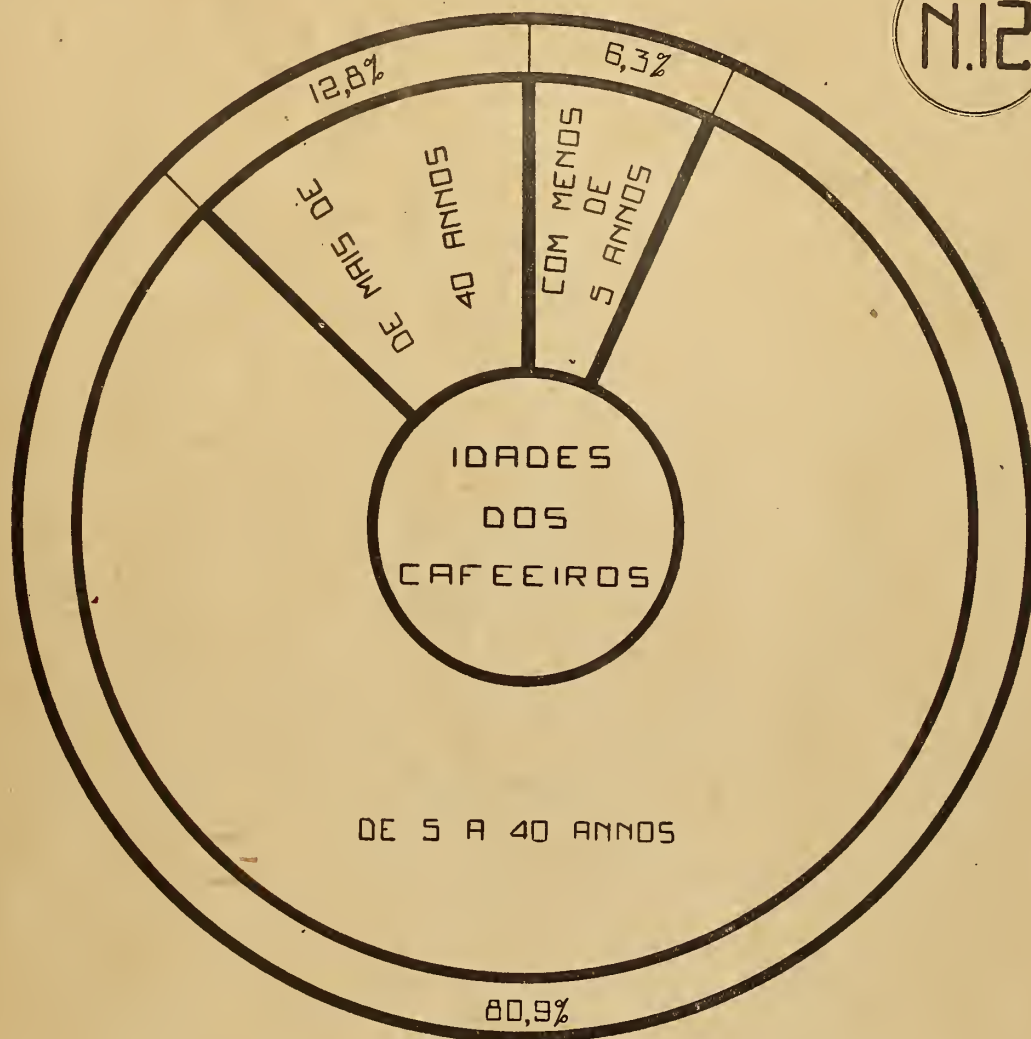 N.12
12,8%
6,3%
DE MAIS DE
40 ANNOS
COM MENOS
DE
5 ANNOS
IDADES
DOS
CAFEEIROS
DE 5 A 40 ANNOS
80,9%